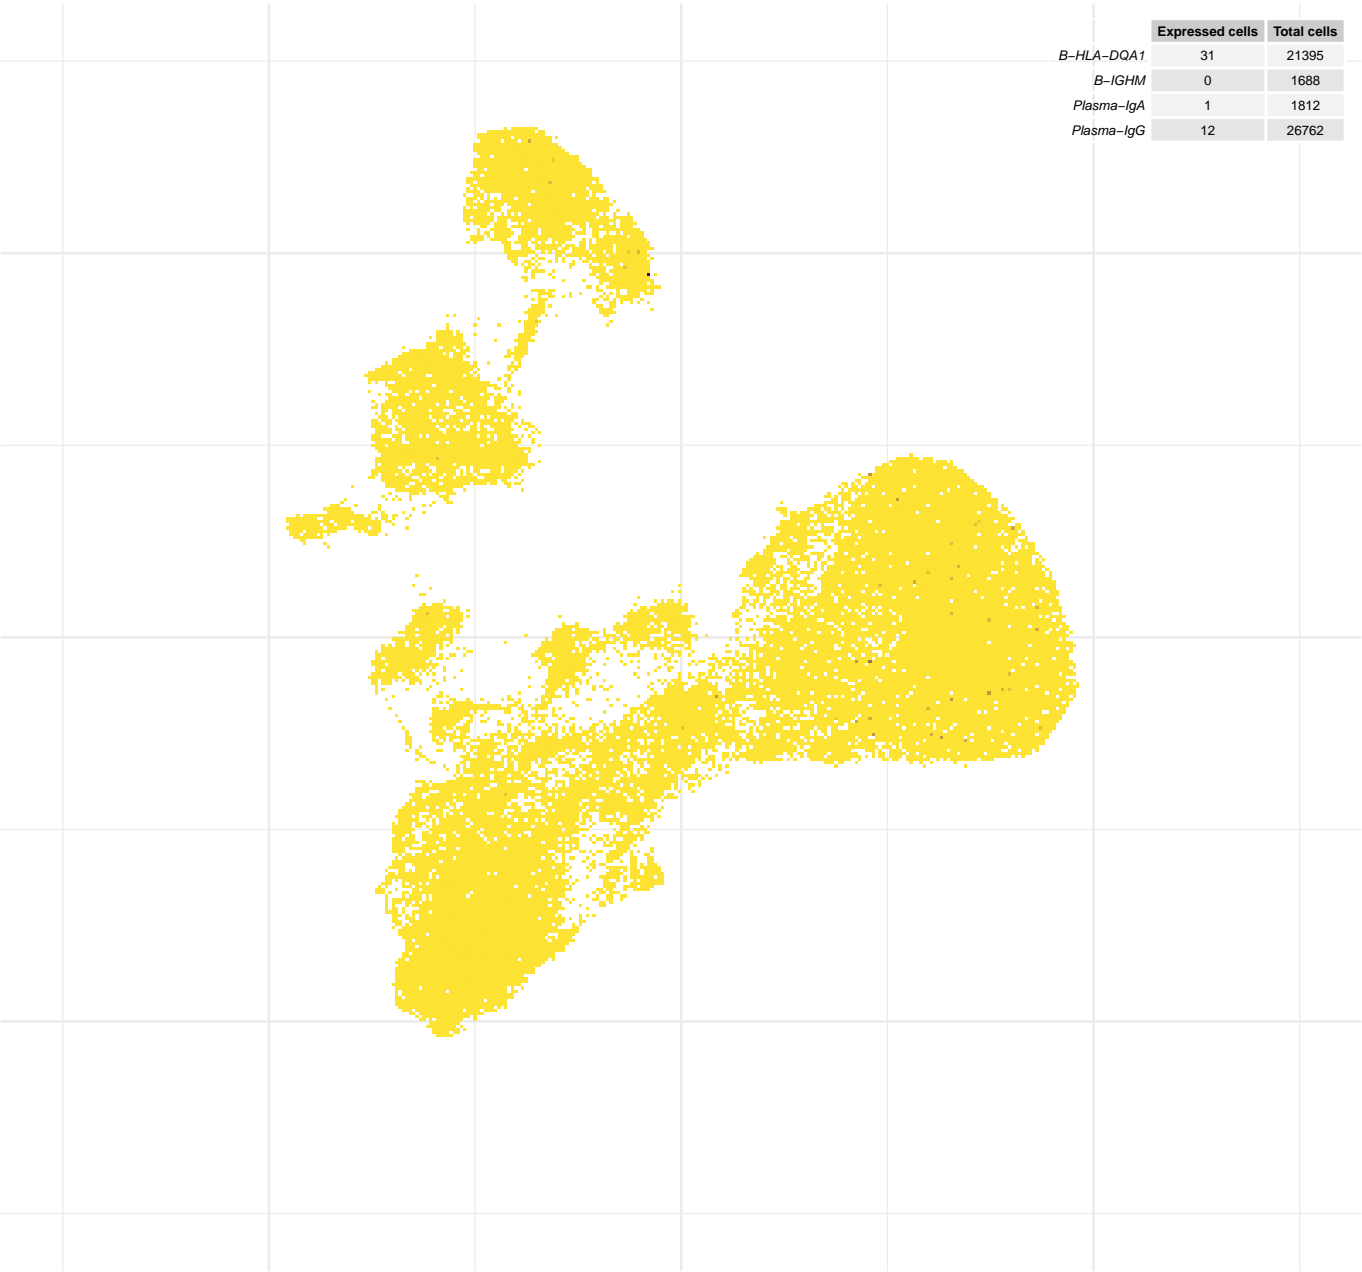 Expressed cells Total cells
B−HLA−DQA1 31 21395
B−IGHM 0 1688
Plasma−IgA 1 1812
Plasma−IgG 12 26762